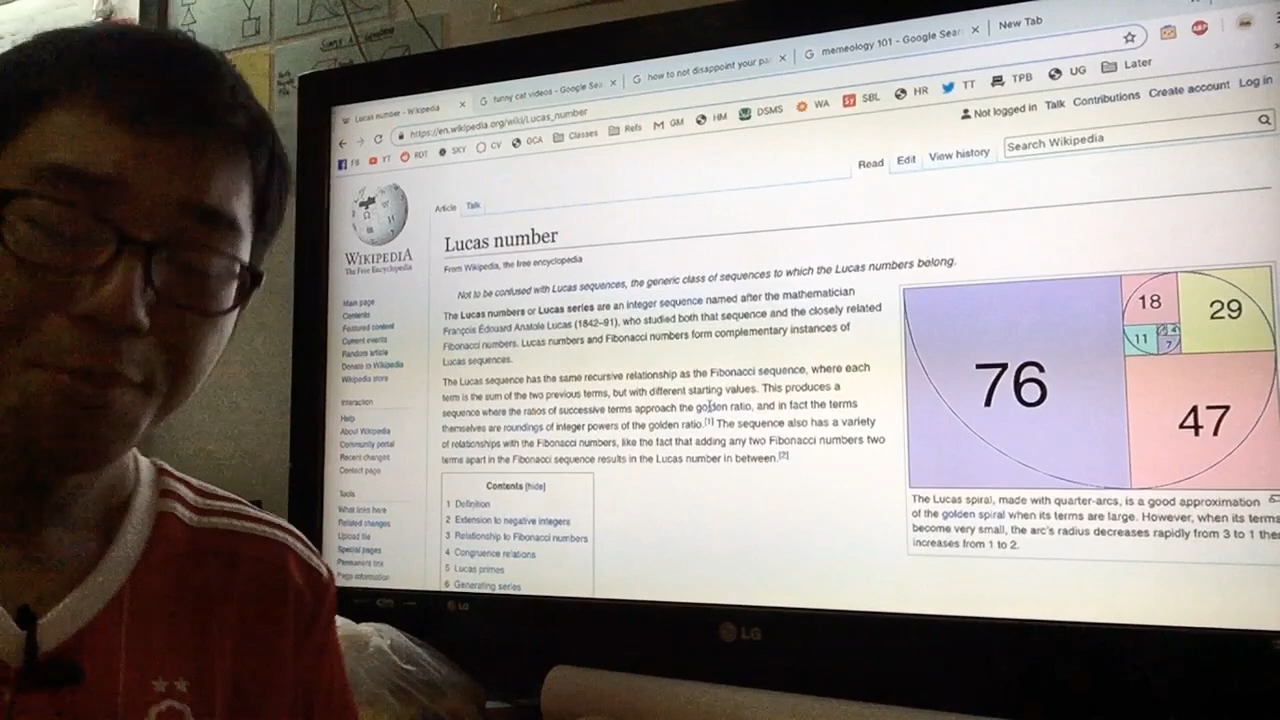 Lucas number - Wikipedia
funny cat videos - Google Sea
how to not disappoint your pa
memeology 101 - Google Sear
New Tab
https://en.wikipedia.org/wiki/Lucas_number
FB YT RDT SKY CV OCA Classes Refs GM HM DSMS WA SBL HR TT TPB UG Later
Not logged in Talk Contributions Create account Log in
Article Talk
Read Edit View history
Search Wikipedia
WIKIPEDIA
The Free Encyclopedia
Main page
Contents
Featured content
Current events
Random article
Donate to Wikipedia
Wikipedia store
Interaction
Help
About Wikipedia
Community portal
Recent changes
Contact page
Tools
What links here
Related changes
Upload file
Special pages
Permanent link
Page information
Lucas number
From Wikipedia, the free encyclopedia
Not to be confused with Lucas sequences, the generic class of sequences to which the Lucas numbers belong.
The Lucas numbers or Lucas series are an integer sequence named after the mathematician
François Édouard Anatole Lucas (1842–91), who studied both that sequence and the closely related
Fibonacci numbers. Lucas numbers and Fibonacci numbers form complementary instances of
Lucas sequences.
The Lucas sequence has the same recursive relationship as the Fibonacci sequence, where each
term is the sum of the two previous terms, but with different starting values. This produces a
sequence where the ratios of successive terms approach the golden ratio, and in fact the terms
themselves are roundings of integer powers of the golden ratio.[1] The sequence also has a variety
of relationships with the Fibonacci numbers, like the fact that adding any two Fibonacci numbers two
terms apart in the Fibonacci sequence results in the Lucas number in between.[2]
Contents [hide]
1 Definition
2 Extension to negative integers
3 Relationship to Fibonacci numbers
4 Congruence relations
5 Lucas primes
6 Generating series
76
18
29
11
4
7
47
The Lucas spiral, made with quarter-arcs, is a good approximation
of the golden spiral when its terms are large. However, when its terms
become very small, the arc's radius decreases rapidly from 3 to 1 then
increases from 1 to 2.
LG
LG